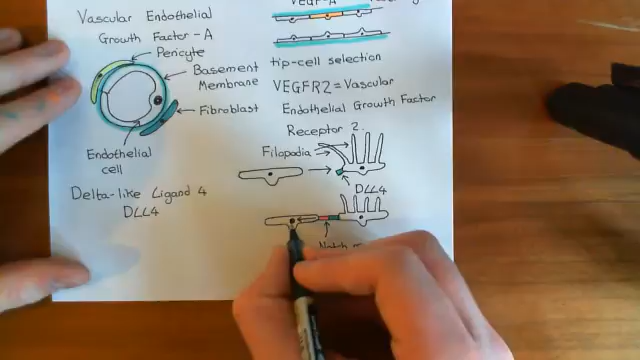 Vascular Endothelial
Growth Factor-A
Pericyte
Basement
Membrane
Fibroblast
Endothelial
cell
Delta-like Ligand 4
DLL4
VEGF-A
tip-cell selection
VEGFR2 = Vascular
Endothelial Growth Factor
Receptor 2.
Filopodia
DLL4
Notch